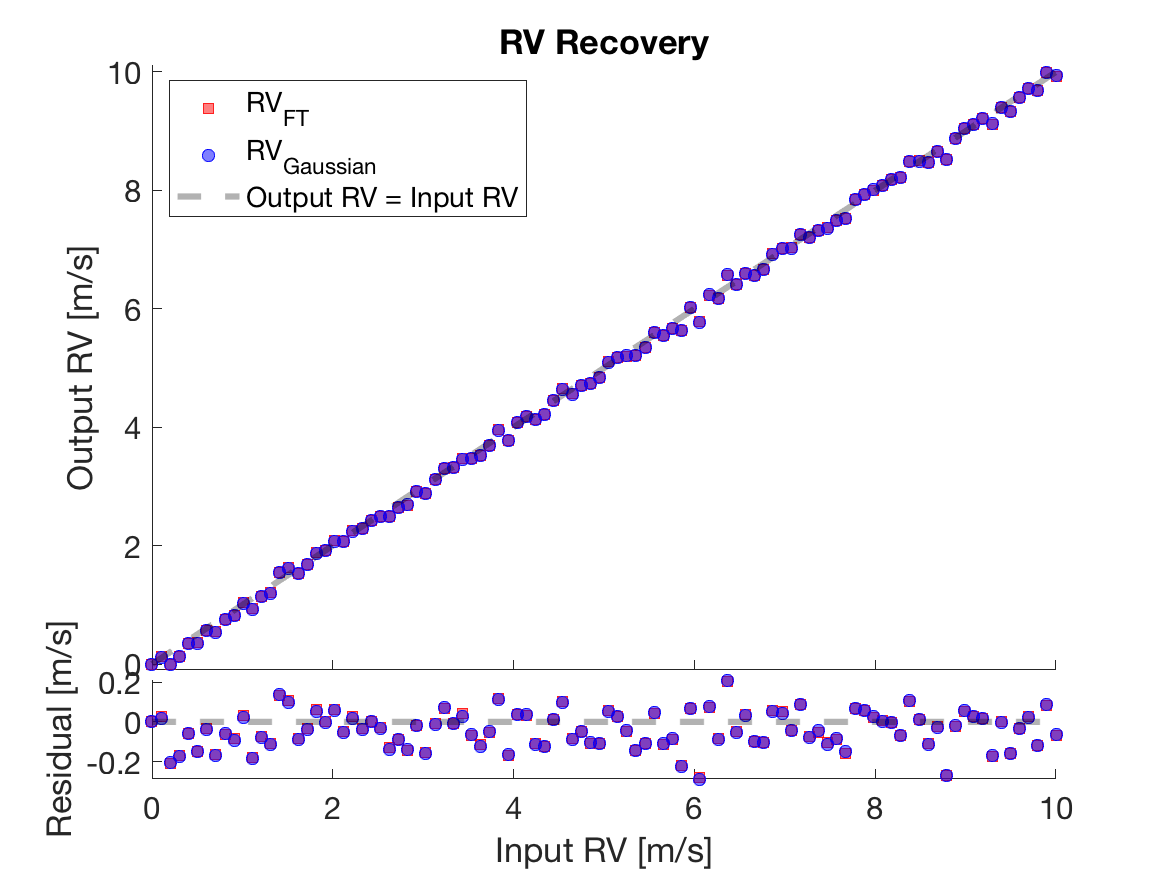 RV Recovery
RV_FT
RV_Gaussian
Output RV = Input RV
Output RV [m/s]
10
8
6
4
2
0
Residual [m/s]
0.2
0
-0.2
0 2 4 6 8 10
Input RV [m/s]